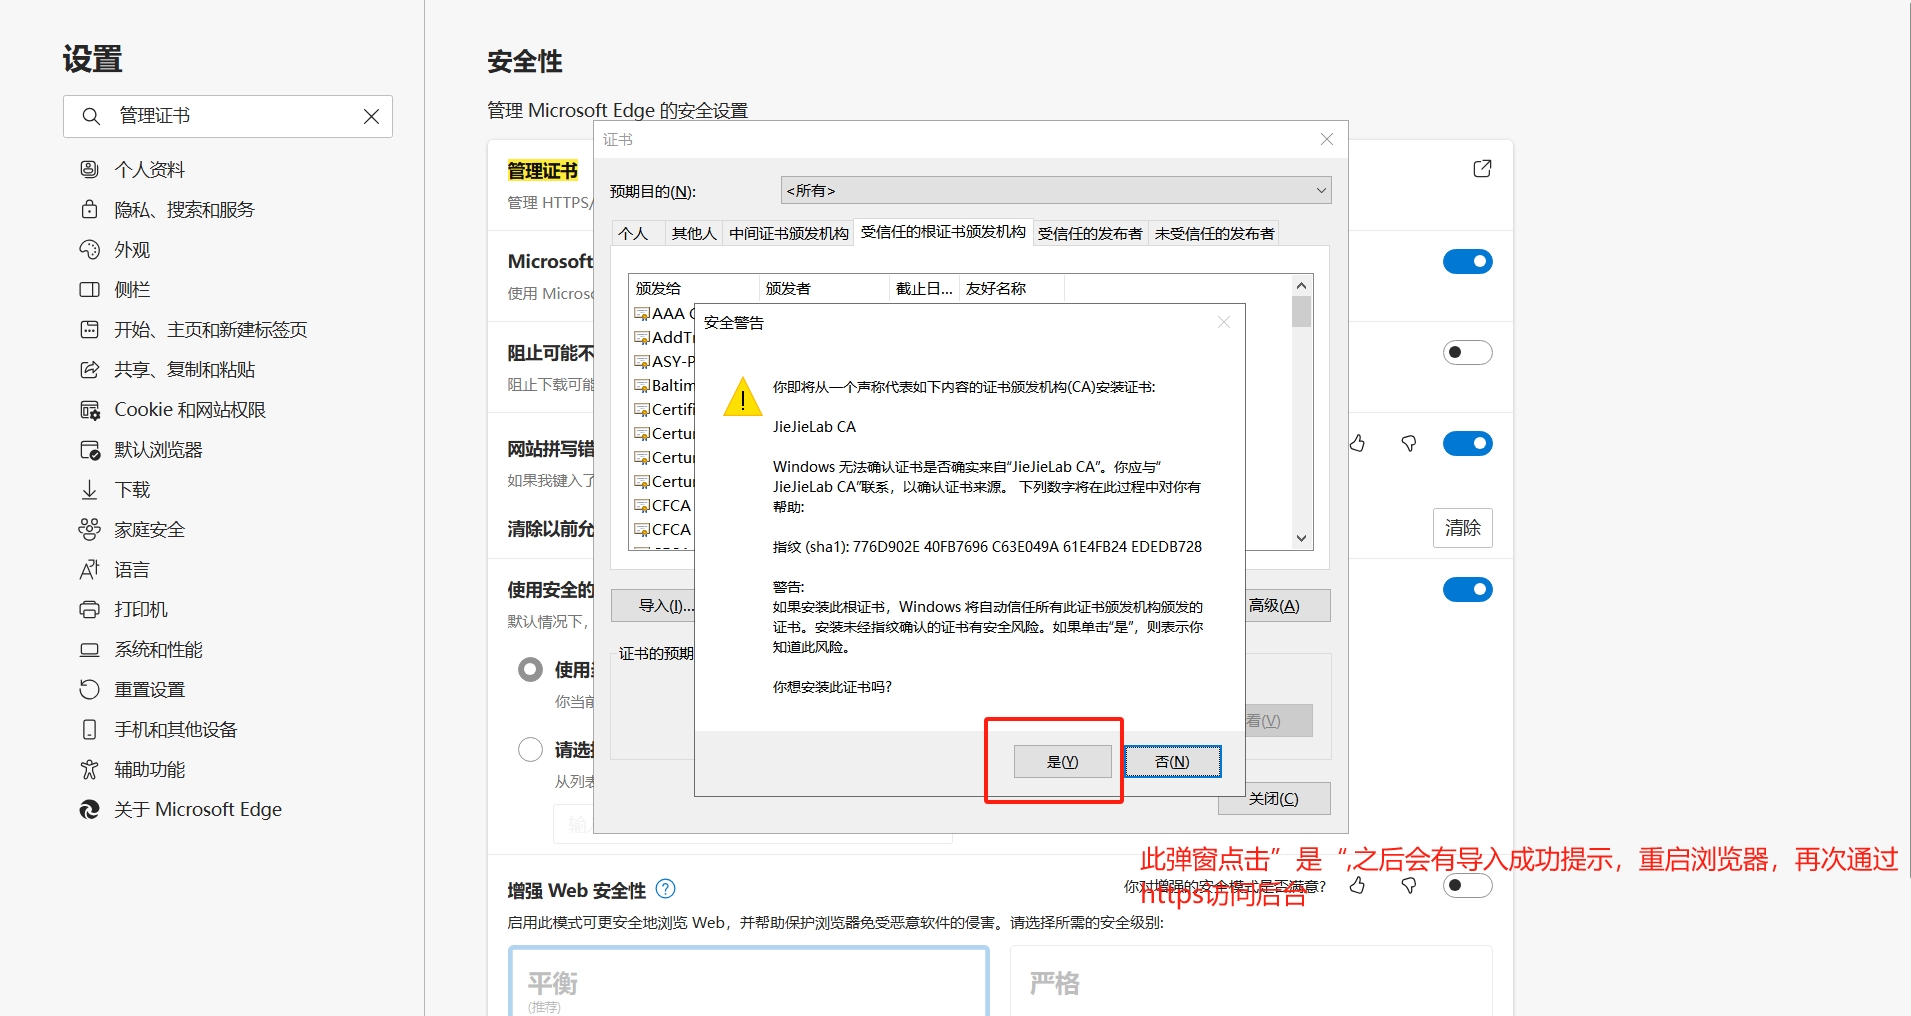 设置
管理证书
个人资料
隐私、搜索和服务
外观
侧栏
开始、主页和新建标签页
共享、复制和粘贴
Cookie 和网站权限
默认浏览器
下载
家庭安全
语言
打印机
系统和性能
重置设置
手机和其他设备
辅助功能
关于 Microsoft Edge
安全性
管理 Microsoft Edge 的安全设置
管理证书
管理 HTTPS/
Microsoft
使用 Micros
阻止可能不
阻止下载可能
网站拼写错
如果我键入了
清除以前允
清除
使用安全的
默认情况下，
使用
你当前
请选择
从列表
输入
证书
预期目的(N):
<所有>
个人
其他人
中间证书颁发机构
受信任的根证书颁发机构
受信任的发布者
未受信任的发布者
颁发给
颁发者
截止日...
友好名称
AAA
AddTr
ASY-P
Baltim
Certifi
Certur
Certur
Certur
CFCA
CFCA
导入(I)...
高级(A)
证书的预期
看(V)
关闭(C)
安全警告
你即将从一个声称代表如下内容的证书颁发机构(CA)安装证书:
JieJieLab CA
Windows 无法确认证书是否确实来自“JieJieLab CA”。你应与“
JieJieLab CA”联系，以确认证书来源。 下列数字将在此过程中对你有
帮助:
指纹 (sha1): 776D902E 40FB7696 C63E049A 61E4FB24 EDEDB728
警告:
如果安装此根证书，Windows 将自动信任所有此证书颁发机构颁发的
证书。安装未经指纹确认的证书有安全风险。如果单击“是”，则表示你
知道此风险。
你想安装此证书吗?
是(Y)
否(N)
此弹窗点击”是“,之后会有导入成功提示，重启浏览器，再次通过
https访问后台
增强 Web 安全性
你对增强的安全模式是否满意?
启用此模式可更安全地浏览 Web，并帮助保护浏览器免受恶意软件的侵害。请选择所需的安全级别:
平衡
(推荐)
严格